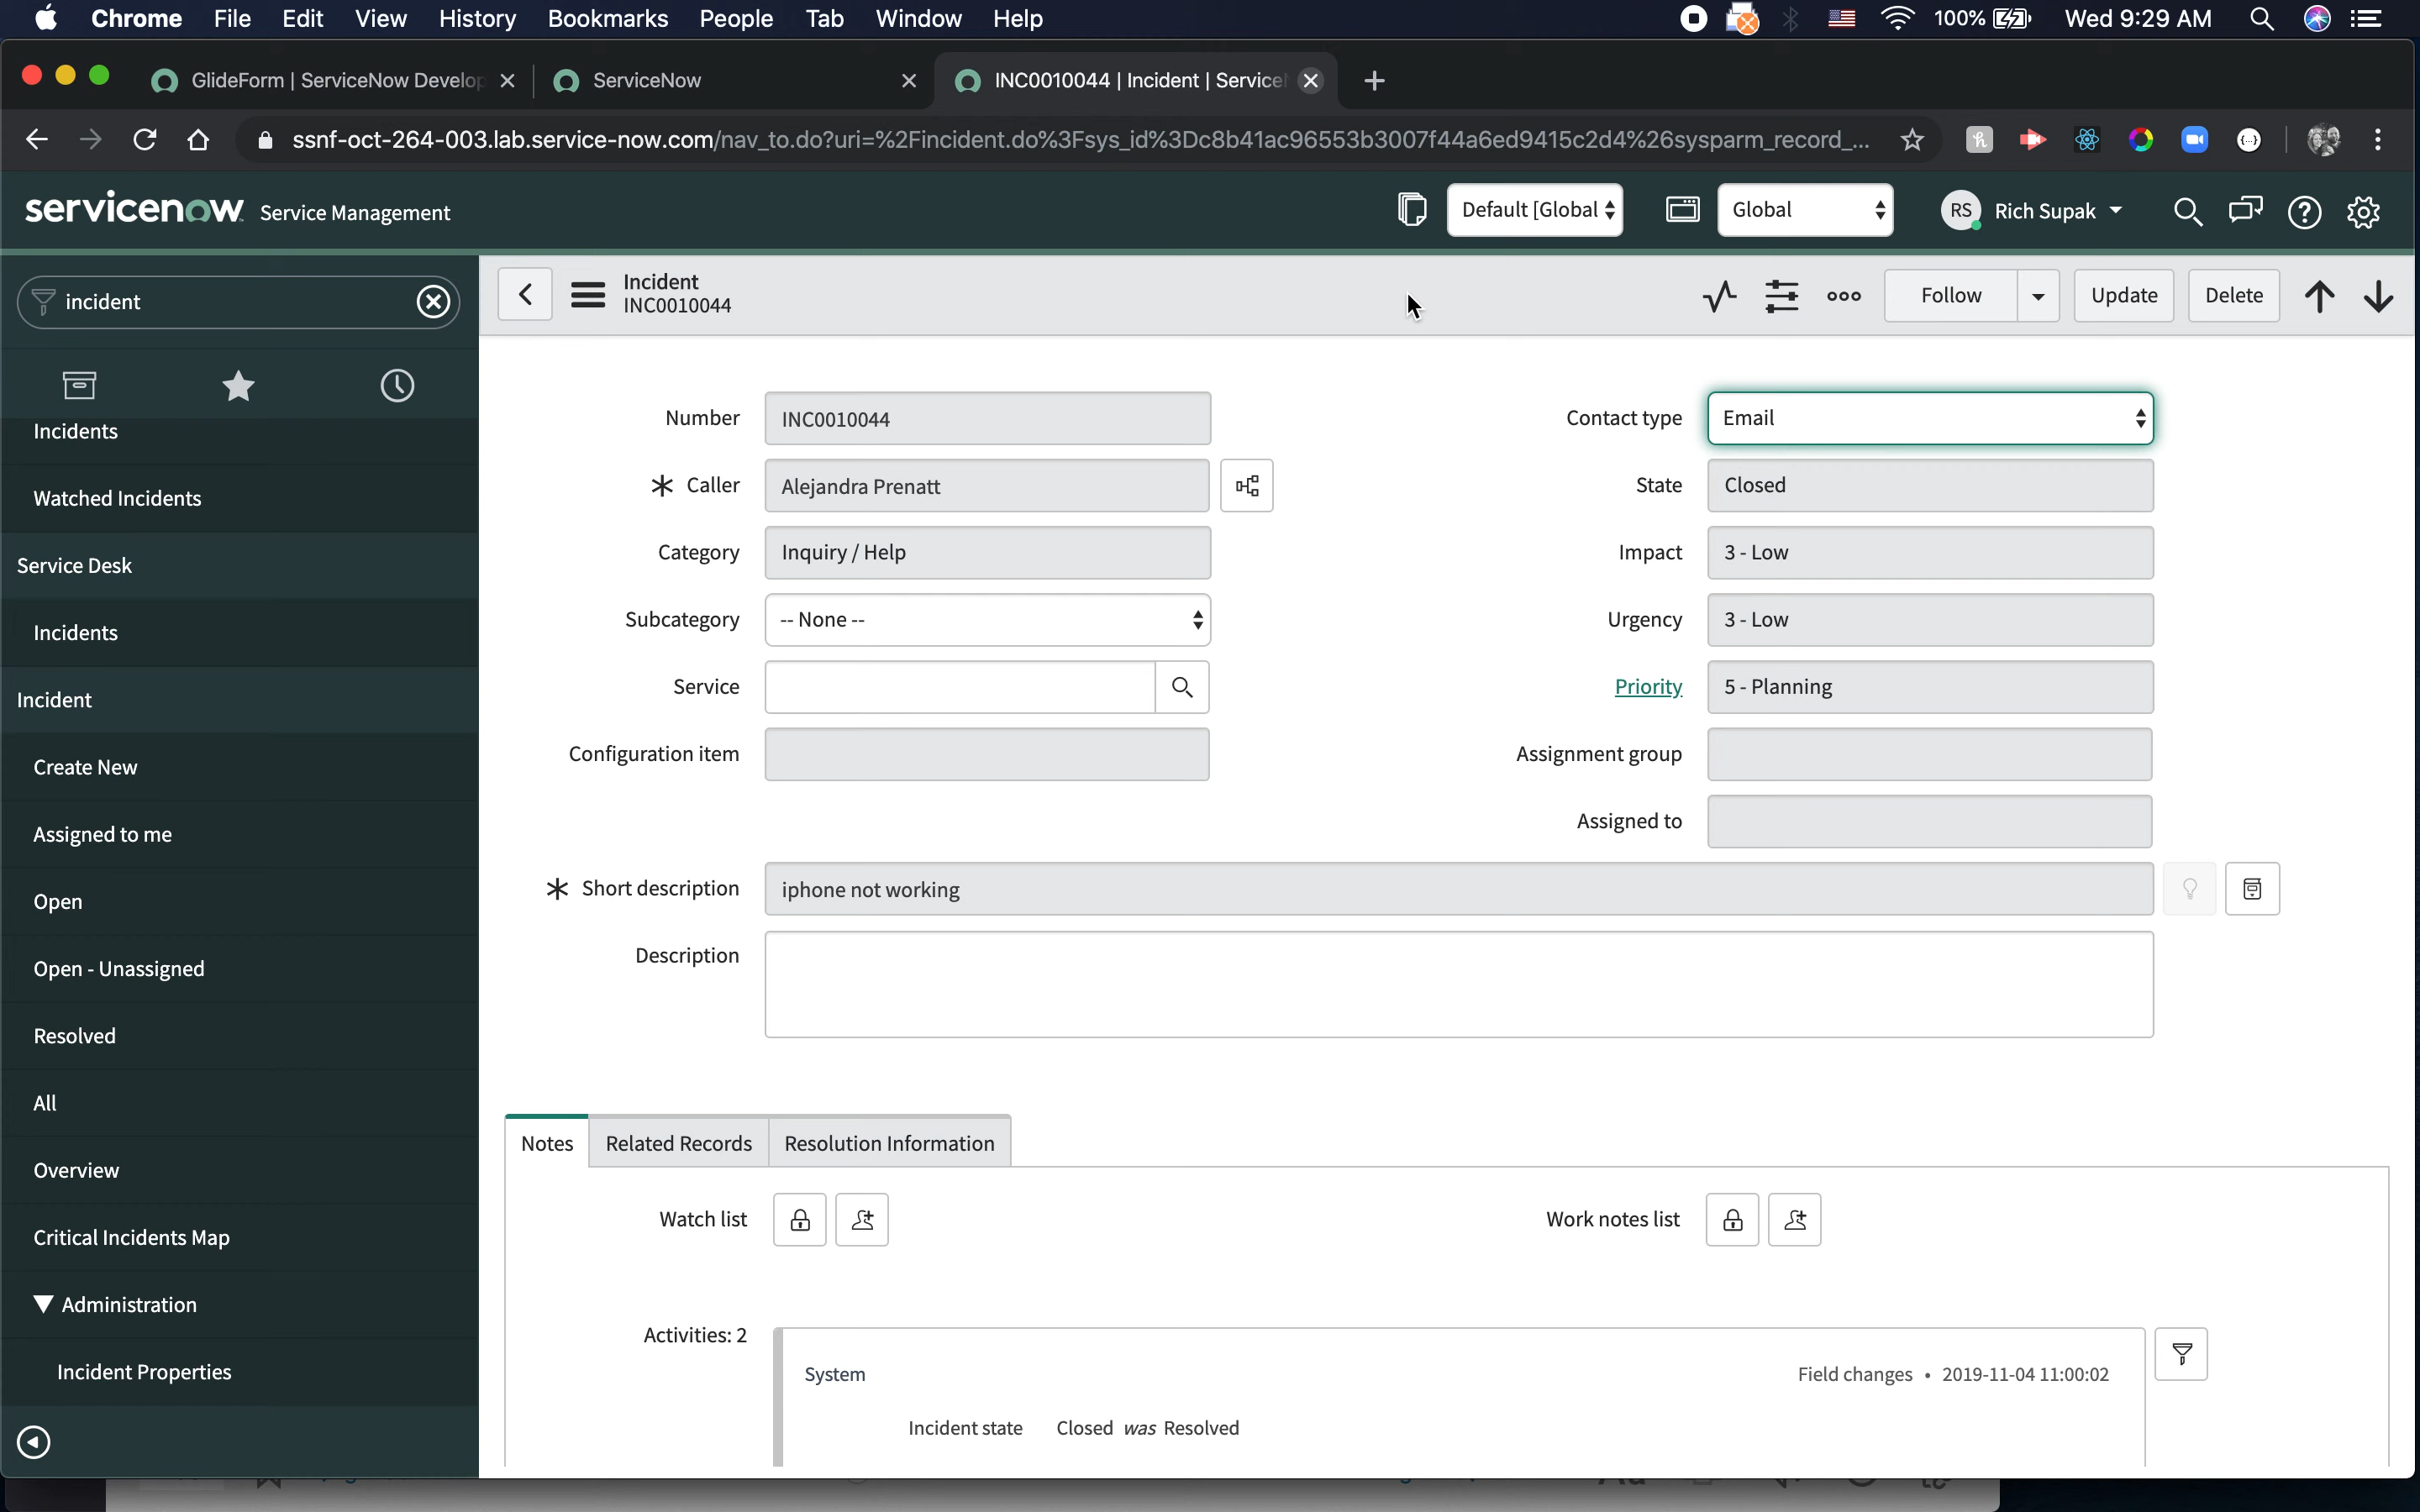 Chrome File Edit View History Bookmarks People Tab Window Help 100% Wed 9:29 AM
GlideForm | ServiceNow Develop ServiceNow INC0010044 | Incident | Service
ssnf-oct-264-003.lab.service-now.com/nav_to.do?uri=%2Fincident.do%3Fsys_id%3Dc8b41ac96553b3007f44a6ed9415c2d4%26sysparm_record_...
servicenow Service Management Default [Global Global RS Rich Supak
incident
Incidents
Watched Incidents
Service Desk
Incidents
Incident
Create New
Assigned to me
Open
Open - Unassigned
Resolved
All
Overview
Critical Incidents Map
Administration
Incident Properties
Incident
INC0010044
Follow Update Delete
Number INC0010044
Caller Alejandra Prenatt
Category Inquiry / Help
Subcategory -- None --
Service
Configuration item
Contact type Email
State Closed
Impact 3 - Low
Urgency 3 - Low
Priority 5 - Planning
Assignment group
Assigned to
Short description iphone not working
Description
Notes Related Records Resolution Information
Watch list Work notes list
Activities: 2
System Field changes • 2019-11-04 11:00:02
Incident state Closed was Resolved